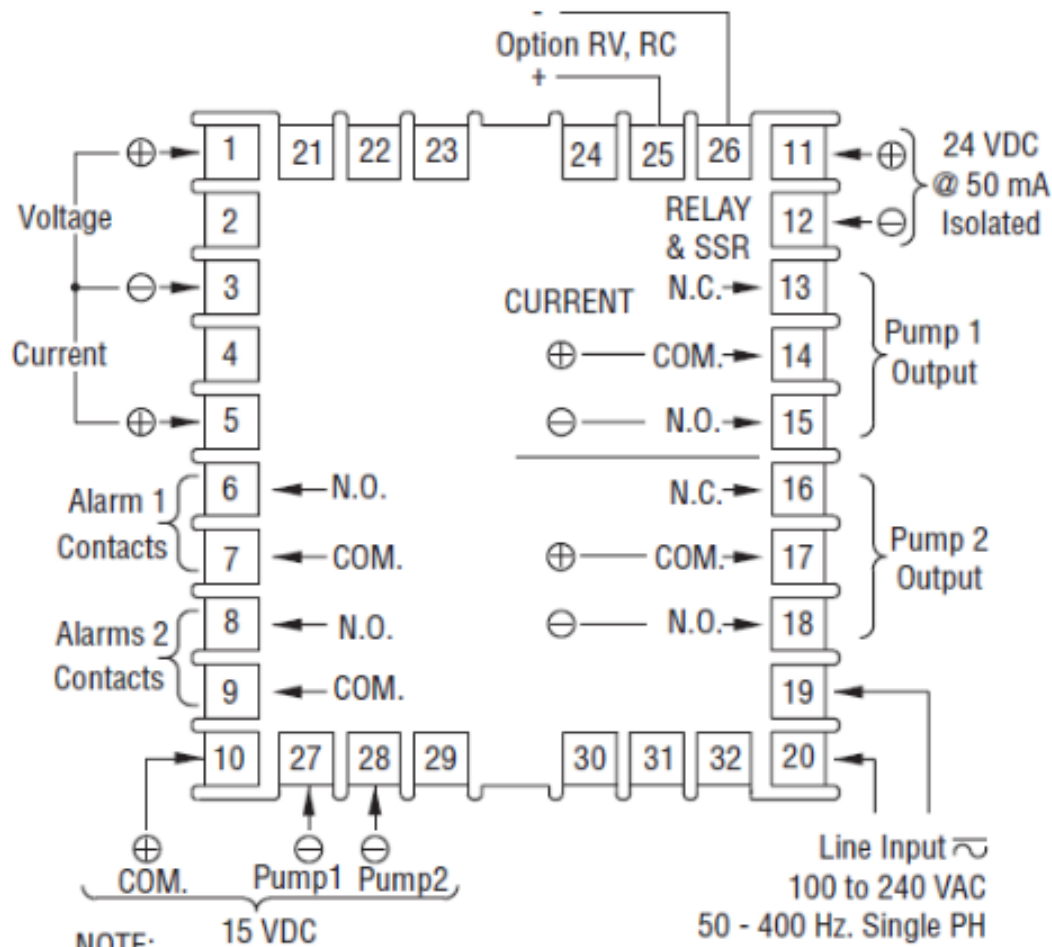 -
Option RV, RC
+
1
21
22
23
24
25
26
11
⊕
⊕
24 VDC
@ 50 mA
Isolated
Voltage
2
RELAY
& SSR
12
⊖
⊖
3
CURRENT
N.C.
13
Pump 1
Output
Current
4
⊕
COM.
14
⊕
5
⊖
N.O.
15
Alarm 1
Contacts
6
N.O.
N.C.
16
Pump 2
Output
7
COM.
⊕
COM.
17
Alarms 2
Contacts
8
N.O.
⊖
N.O.
18
9
COM.
19
10
27
28
29
30
31
32
20
⊕
COM.
⊖
Pump1
⊖
Pump2
15 VDC
NOTE:
Line Input
100 to 240 VAC
50 - 400 Hz. Single PH